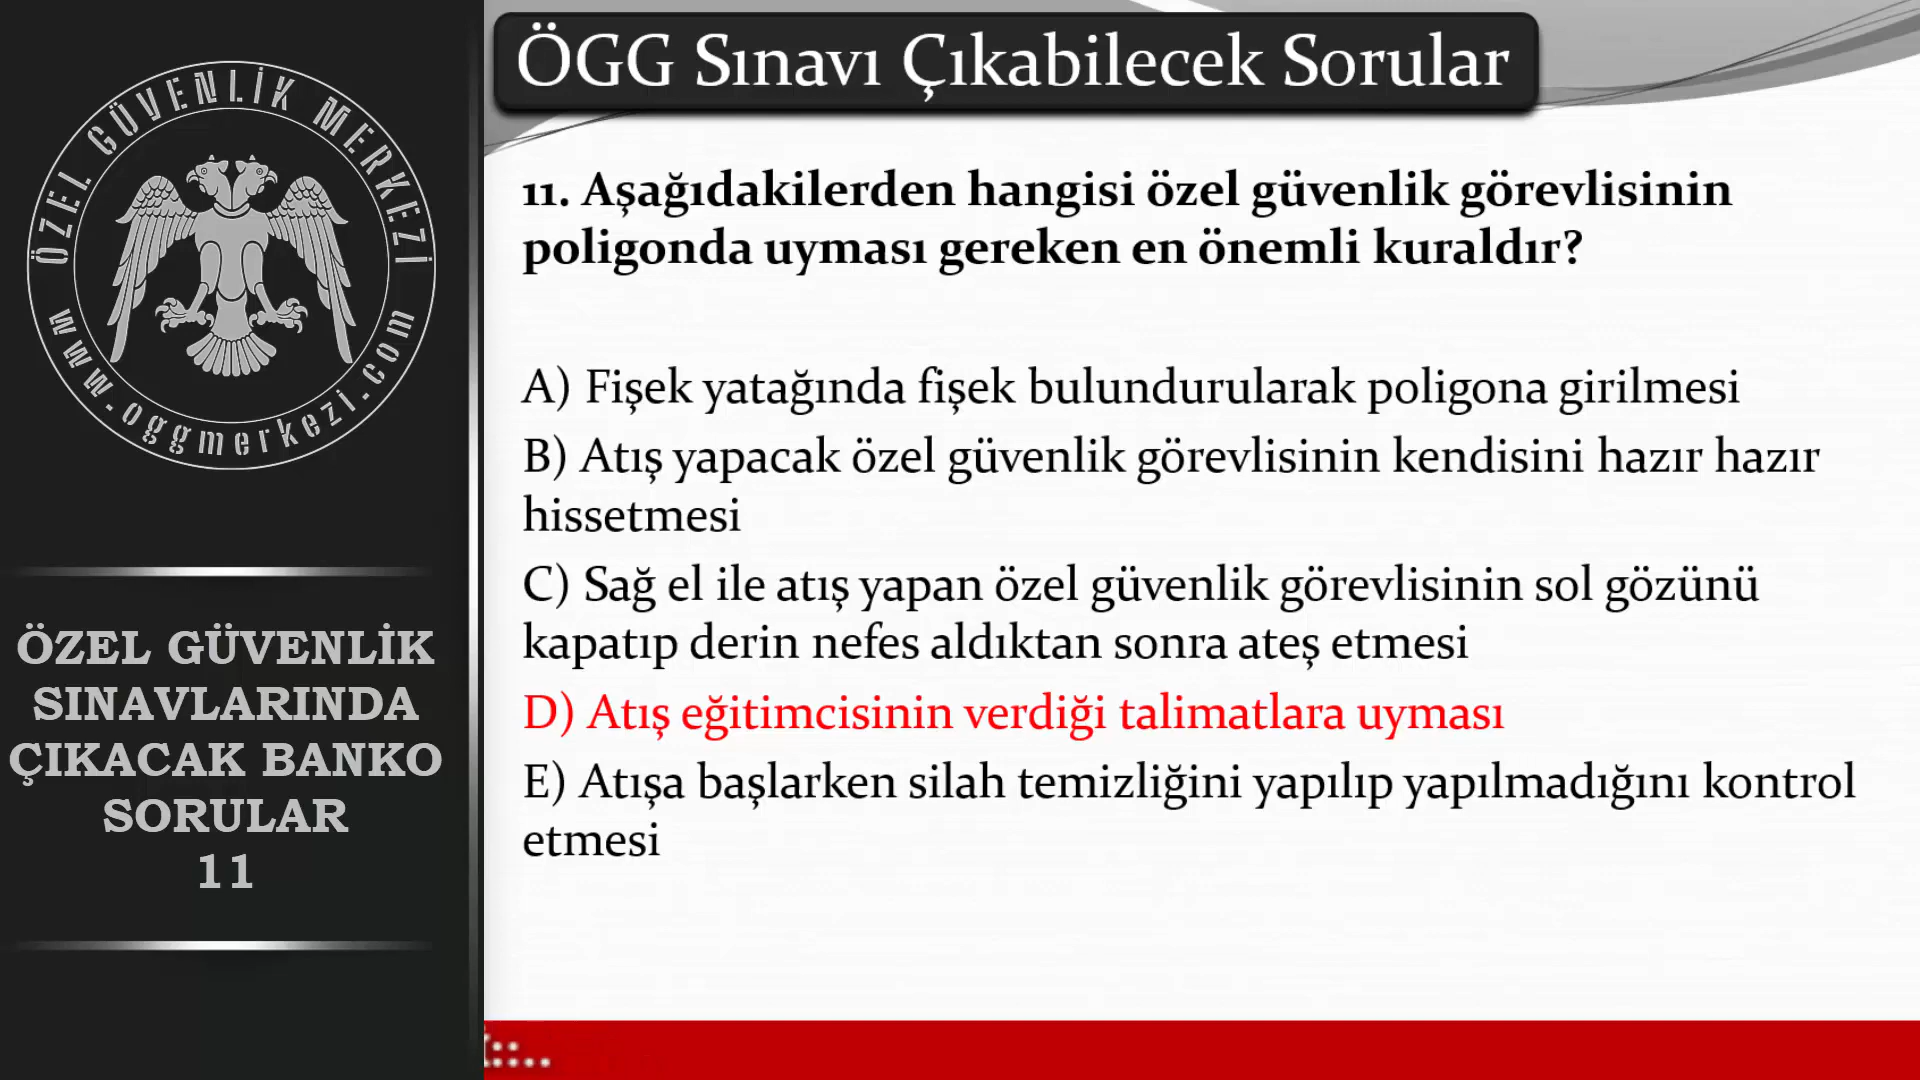 ÖZEL GÜVENLİK MERKEZİ
www.oggmerkezi.com
ÖZEL GÜVENLİK
SINAVLARINDA
ÇIKACAK BANKO
SORULAR
11
ÖGG Sınavı Çıkabilecek Sorular
11. Aşağıdakilerden hangisi özel güvenlik görevlisinin
poligonda uyması gereken en önemli kuraldır?
A) Fişek yatağında fişek bulundurularak poligona girilmesi
B) Atış yapacak özel güvenlik görevlisinin kendisini hazır hazır
hissetmesi
C) Sağ el ile atış yapan özel güvenlik görevlisinin sol gözünü
kapatıp derin nefes aldıktan sonra ateş etmesi
D) Atış eğitimcisinin verdiği talimatlara uyması
E) Atışa başlarken silah temizliğini yapılıp yapılmadığını kontrol
etmesi